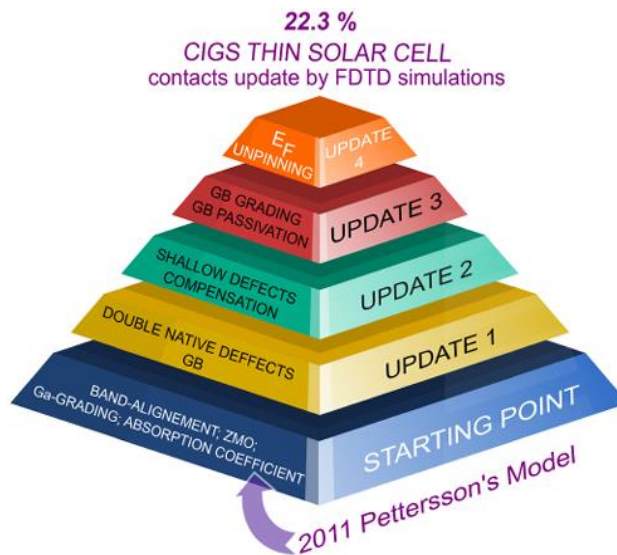 22.3 %
CIGS THIN SOLAR CELL
contacts update by FDTD simulations
EF
UNPINNING
UPDATE
4
GB GRADING
GB PASSIVATION
UPDATE 3
SHALLOW DEFECTS
COMPENSATION
UPDATE 2
DOUBLE NATIVE DEFFECTS
GB
UPDATE 1
BAND-ALIGNEMENT; ZMO;
Ga-GRADING; ABSORPTION COEFFICIENT
STARTING POINT
2011 Pettersson's Model